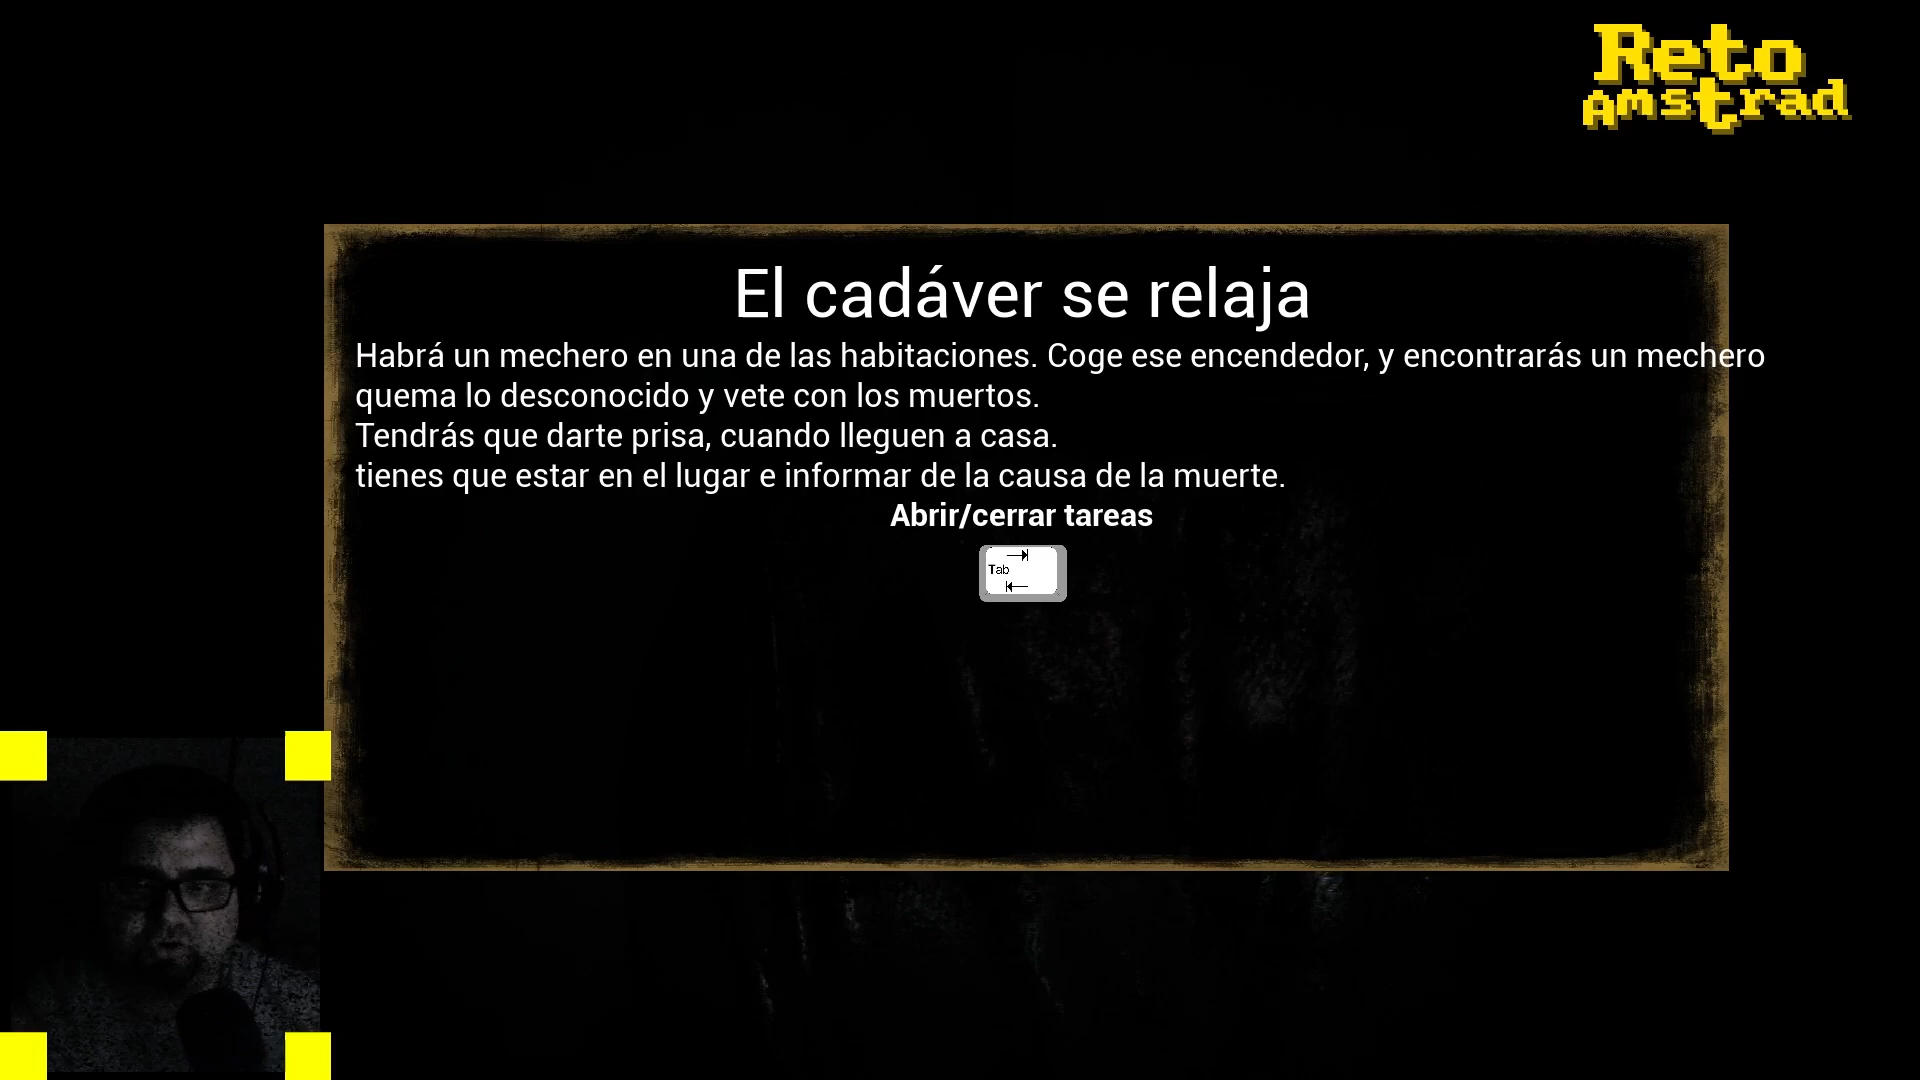 Reto
Amstrad
El cadáver se relaja
Habrá un mechero en una de las habitaciones. Coge ese encendedor, y encontrarás un mechero
quema lo desconocido y vete con los muertos.
Tendrás que darte prisa, cuando lleguen a casa.
tienes que estar en el lugar e informar de la causa de la muerte.
Abrir/cerrar tareas
Tab